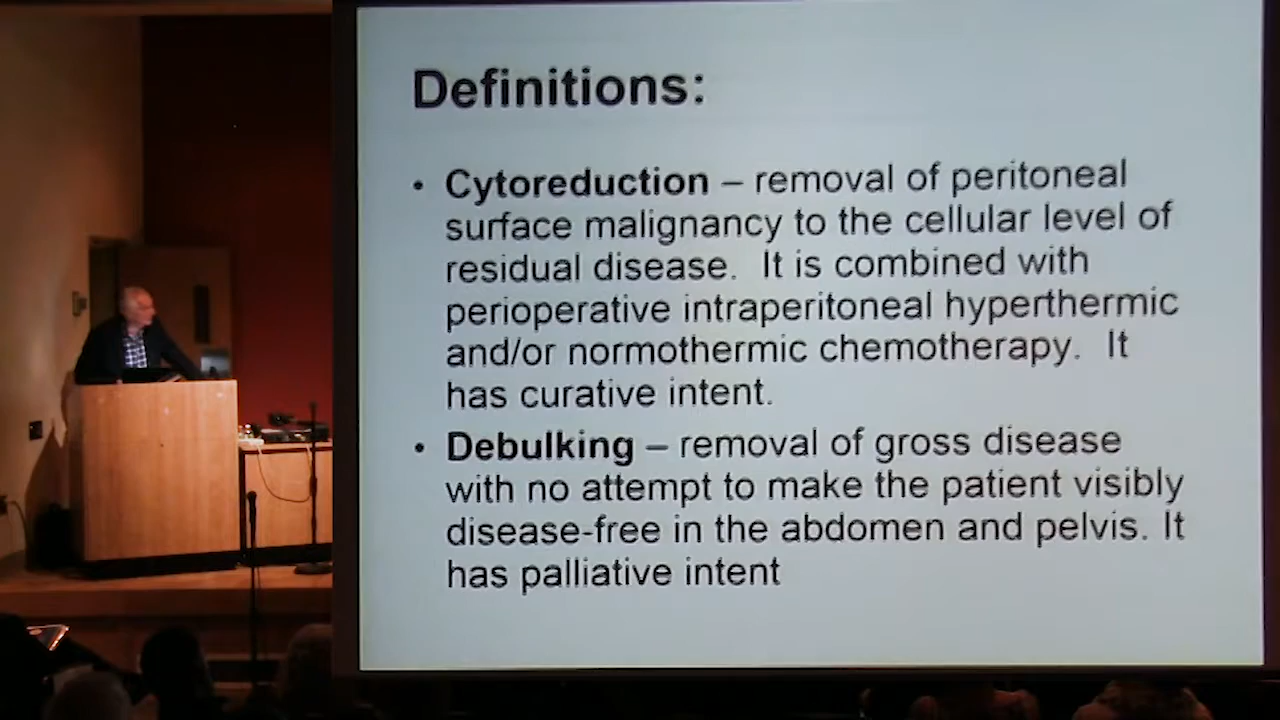 Definitions:
• Cytoreduction – removal of peritoneal
surface malignancy to the cellular level of
residual disease.  It is combined with
perioperative intraperitoneal hyperthermic
and/or normothermic chemotherapy.  It
has curative intent.
• Debulking – removal of gross disease
with no attempt to make the patient visibly
disease-free in the abdomen and pelvis. It
has palliative intent